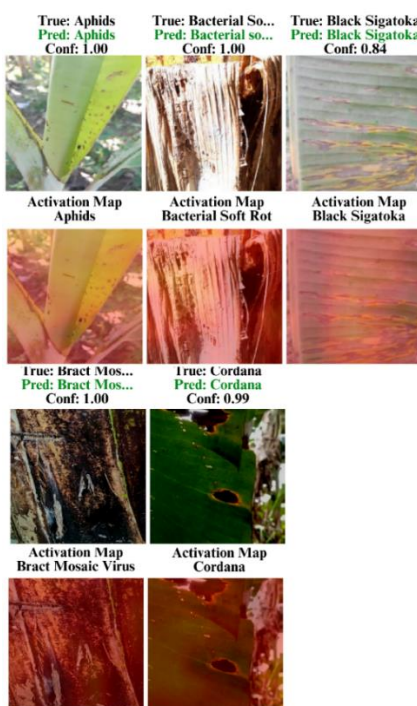 True: Aphids
Pred: Aphids
Conf: 1.00
True: Bacterial So...
Pred: Bacterial so...
Conf: 1.00
True: Black Sigatoka
Pred: Black Sigatoka
Conf: 0.84
Activation Map
Aphids
Activation Map
Bacterial Soft Rot
Activation Map
Black Sigatoka
True: Bract Mos...
Pred: Bract Mos...
Conf: 1.00
True: Cordana
Pred: Cordana
Conf: 0.99
Activation Map
Bract Mosaic Virus
Activation Map
Cordana